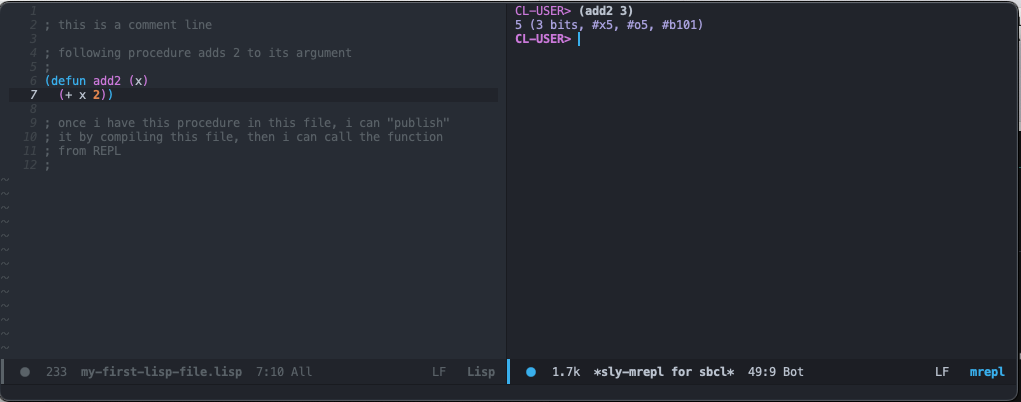 1
2 ; this is a comment line
3
4 ; following procedure adds 2 to its argument
5 ;
6 (defun add2 (x)
7   (+ x 2))
8
9 ; once i have this procedure in this file, i can "publish"
10 ; it by compiling this file, then i can call the function
11 ; from REPL
12 ;
~
~
~
~
~
~
~
~
~
~
~
~
~
233 my-first-lisp-file.lisp 7:10 All LF Lisp
CL-USER> (add2 3)
5 (3 bits, #x5, #o5, #b101)
CL-USER>
1.7k *sly-mrepl for sbcl* 49:9 Bot LF mrepl